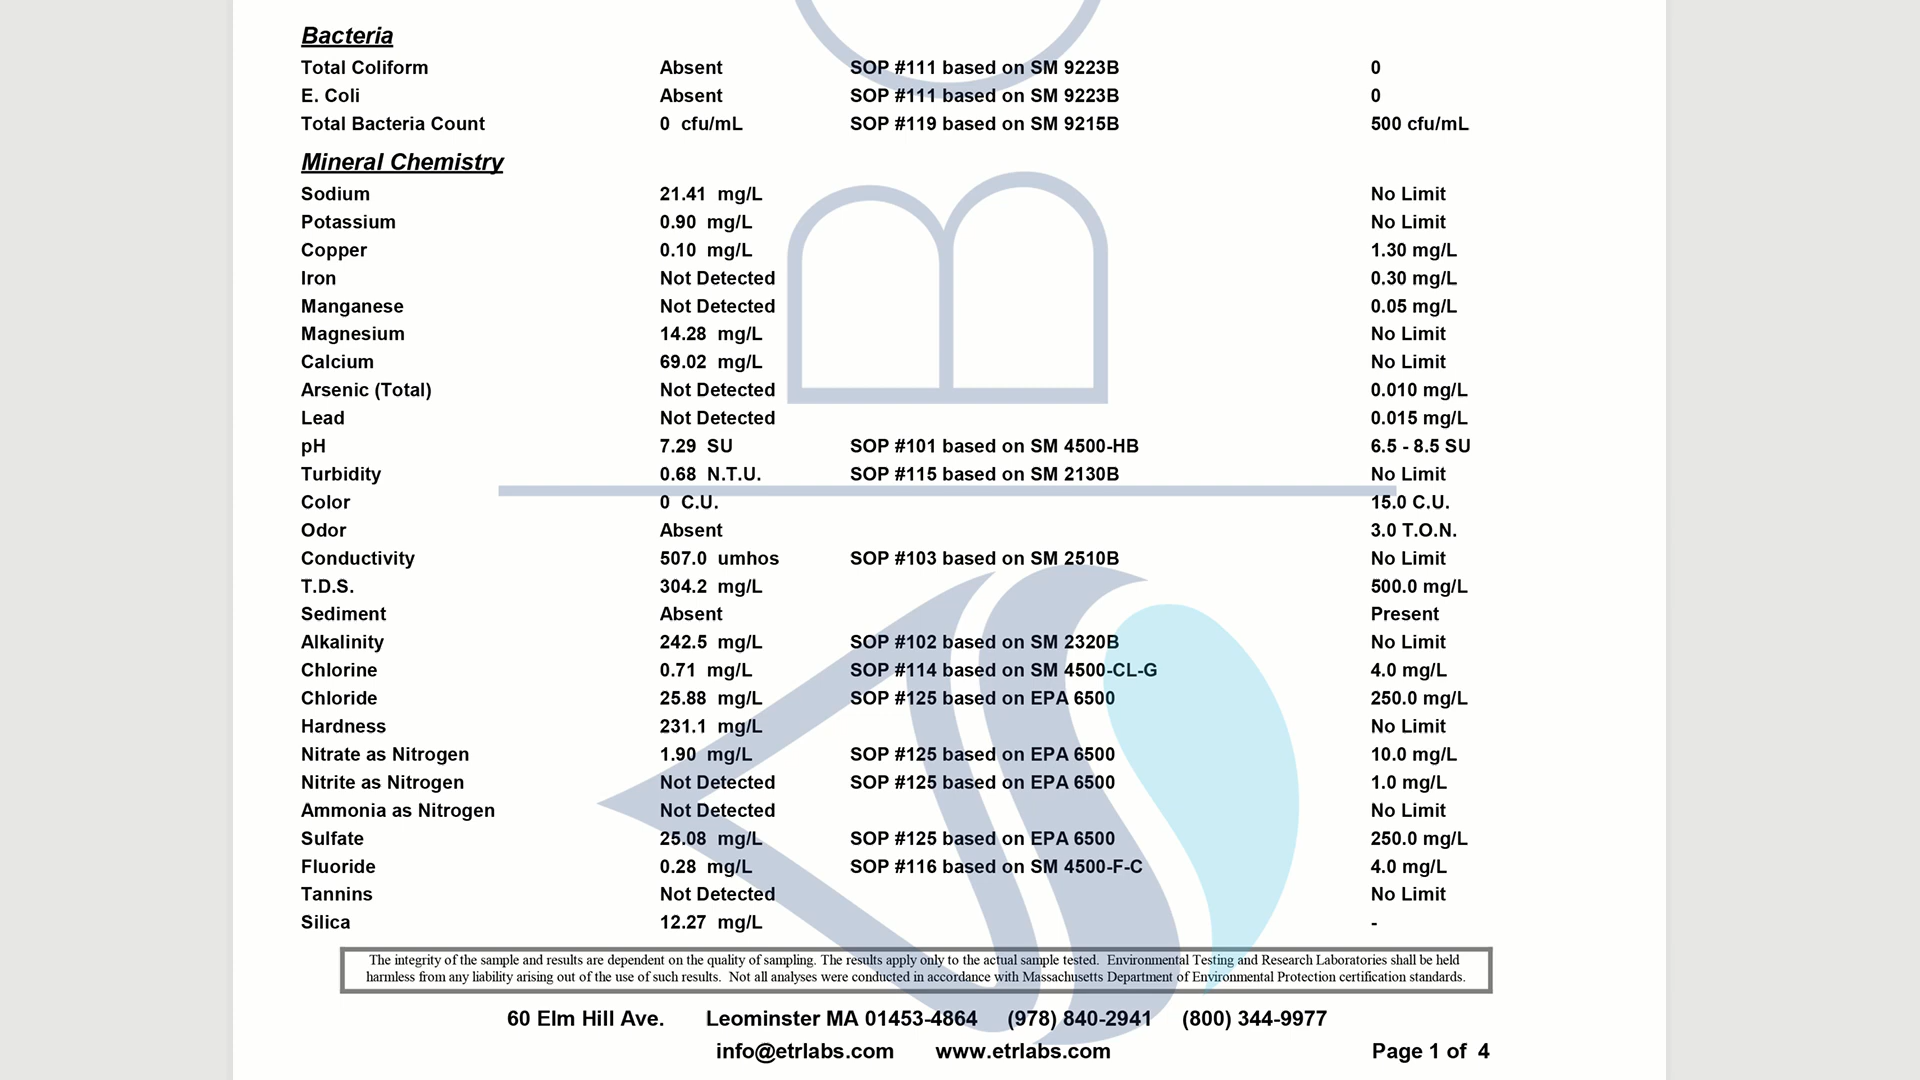 Bacteria
Total Coliform Absent SOP #111 based on SM 9223B 0
E. Coli Absent SOP #111 based on SM 9223B 0
Total Bacteria Count 0 cfu/mL SOP #119 based on SM 9215B 500 cfu/mL
Mineral Chemistry
Sodium 21.41 mg/L No Limit
Potassium 0.90 mg/L No Limit
Copper 0.10 mg/L 1.30 mg/L
Iron Not Detected 0.30 mg/L
Manganese Not Detected 0.05 mg/L
Magnesium 14.28 mg/L No Limit
Calcium 69.02 mg/L No Limit
Arsenic (Total) Not Detected 0.010 mg/L
Lead Not Detected 0.015 mg/L
pH 7.29 SU SOP #101 based on SM 4500-HB 6.5 - 8.5 SU
Turbidity 0.68 N.T.U. SOP #115 based on SM 2130B No Limit
Color 0 C.U. 15.0 C.U.
Odor Absent 3.0 T.O.N.
Conductivity 507.0 umhos SOP #103 based on SM 2510B No Limit
T.D.S. 304.2 mg/L 500.0 mg/L
Sediment Absent Present
Alkalinity 242.5 mg/L SOP #102 based on SM 2320B No Limit
Chlorine 0.71 mg/L SOP #114 based on SM 4500-CL-G 4.0 mg/L
Chloride 25.88 mg/L SOP #125 based on EPA 6500 250.0 mg/L
Hardness 231.1 mg/L No Limit
Nitrate as Nitrogen 1.90 mg/L SOP #125 based on EPA 6500 10.0 mg/L
Nitrite as Nitrogen Not Detected SOP #125 based on EPA 6500 1.0 mg/L
Ammonia as Nitrogen Not Detected No Limit
Sulfate 25.08 mg/L SOP #125 based on EPA 6500 250.0 mg/L
Fluoride 0.28 mg/L SOP #116 based on SM 4500-F-C 4.0 mg/L
Tannins Not Detected No Limit
Silica 12.27 mg/L -
The integrity of the sample and results are dependent on the quality of sampling. The results apply only to the actual sample tested. Environmental Testing and Research Laboratories shall be held
harmless from any liability arising out of the use of such results. Not all analyses were conducted in accordance with Massachusetts Department of Environmental Protection certification standards.
60 Elm Hill Ave. Leominster MA 01453-4864 (978) 840-2941 (800) 344-9977
info@etrlabs.com www.etrlabs.com Page 1 of 4